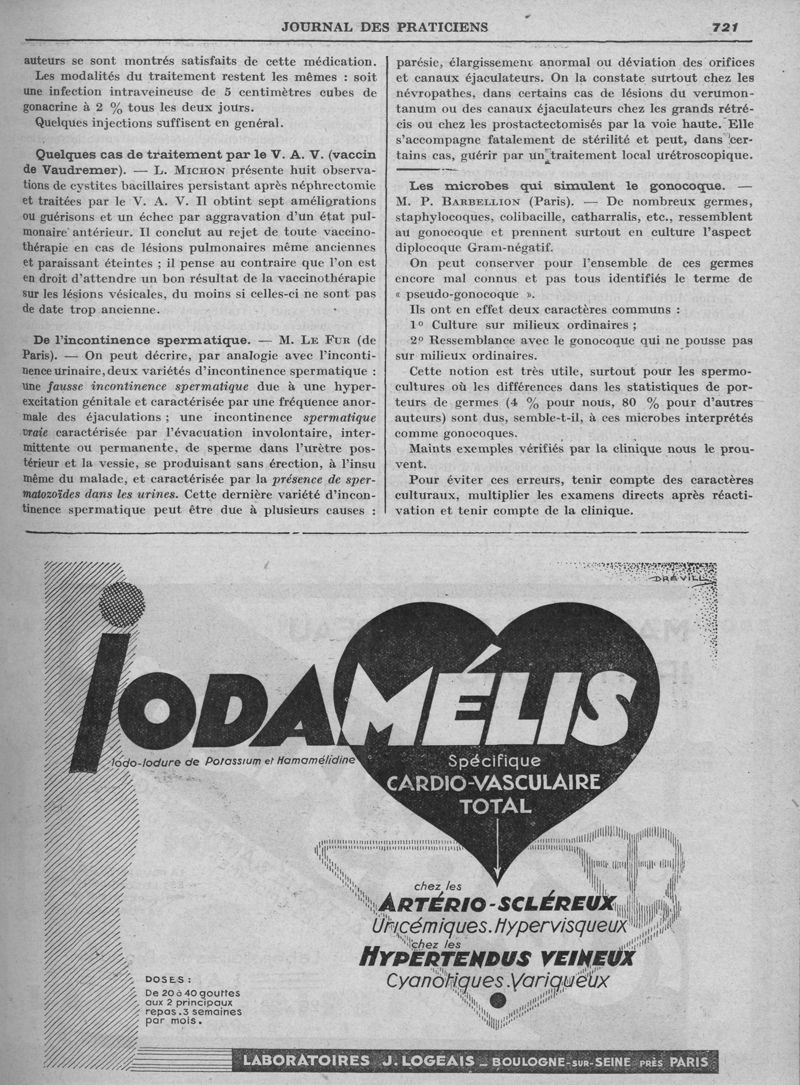 JOURNAL DES PRATICIENS 721
auteurs se sont montrés satisfaits de cette médication.
Les modalités du traitement restent les mêmes : soit
une infection intraveineuse de 5 centimètres cubes de
gonacrine à 2 % tous les deux jours.
Quelques injections suffisent en général.
Quelques cas de traitement par le V. A. V. (vaccin
de Vaudremer). — L. MICHON présente huit observa-
tions de cystites bacillaires persistant après néphrectomie
et traitées par le V. A. V. Il obtint sept améliorations
ou guérisons et un échec par aggravation d'un état pul-
monaire antérieur. Il conclut au rejet de toute vaccino-
thérapie en cas de lésions pulmonaires même anciennes
et paraissant éteintes ; il pense au contraire que l'on est
en droit d'attendre un bon résultat de la vaccinothérapie
sur les lésions vésicales, du moins si celles-ci ne sont pas
de date trop ancienne.
De l'incontinence spermatique. — M. LE FUR (de
Paris). — On peut décrire, par analogie avec l'inconti-
nence urinaire, deux variétés d'incontinence spermatique :
une fausse incontinence spermatique due à une hyper-
excitation génitale et caractérisée par une fréquence anor-
male des éjaculations ; une incontinence spermatique
vraie caractérisée par l'évacuation involontaire, inter-
mittente ou permanente, de sperme dans l'urètre pos-
térieur et la vessie, se produisant sans érection, à l'insu
même du malade, et caractérisée par la présence de sper-
matozoïdes dans les urines. Cette dernière variété d'incon-
tinence spermatique peut être due à plusieurs causes :
parésie, élargissement anormal ou déviation des orifices
et canaux éjaculateurs. On la constate surtout chez les
névropathes, dans certains cas de lésions du verumon-
tanum ou des canaux éjaculateurs chez les grands rétré-
cis ou chez les prostactectomisés par la voie haute. Elle
s'accompagne fatalement de stérilité et peut, dans cer-
tains cas, guérir par un traitement local urétroscopique.
Les microbes qui simulent le gonocoque. —
M. P. BARBELLION (Paris). — De nombreux germes,
staphylocoques, colibacille, catharralis, etc., ressemblent
au gonocoque et prennent surtout en culture l'aspect
diplocoque Gram-négatif.
On peut conserver pour l'ensemble de ces germes
encore mal connus et pas tous identifiés le terme de
« pseudo-gonocoque ».
Ils ont en effet deux caractères communs :
1º Culture sur milieux ordinaires ;
2º Ressemblance avec le gonocoque qui ne pousse pas
sur milieux ordinaires.
Cette notion est très utile, surtout pour les spermo-
cultures où les différences dans les statistiques de por-
teurs de germes (4 % pour nous, 80 % pour d'autres
auteurs) sont dus, semble-t-il, à ces microbes interprétés
comme gonocoques.
Maints exemples vérifiés par la clinique nous le prou-
vent.
Pour éviter ces erreurs, tenir compte des caractères
culturaux, multiplier les examens directs après réacti-
vation et tenir compte de la clinique.
DRÉVILL
IODAMÉLIS
Iodo-Iodure de Potassium et Hamamélidine
Spécifique
CARDIO-VASCULAIRE
TOTAL
chez les
ARTÉRIO-SCLÉREUX
Uricémiques.Hypervisqueux
chez les
HYPERTENDUS VEINEUX
Cyanotiques.Variqueux
DOSES :
De 20 à 40 gouttes
aux 2 principaux
repas.3 semaines
par mois.
LABORATOIRES J. LOGEAIS _ BOULOGNE-SUR-SEINE PRÈS PARIS